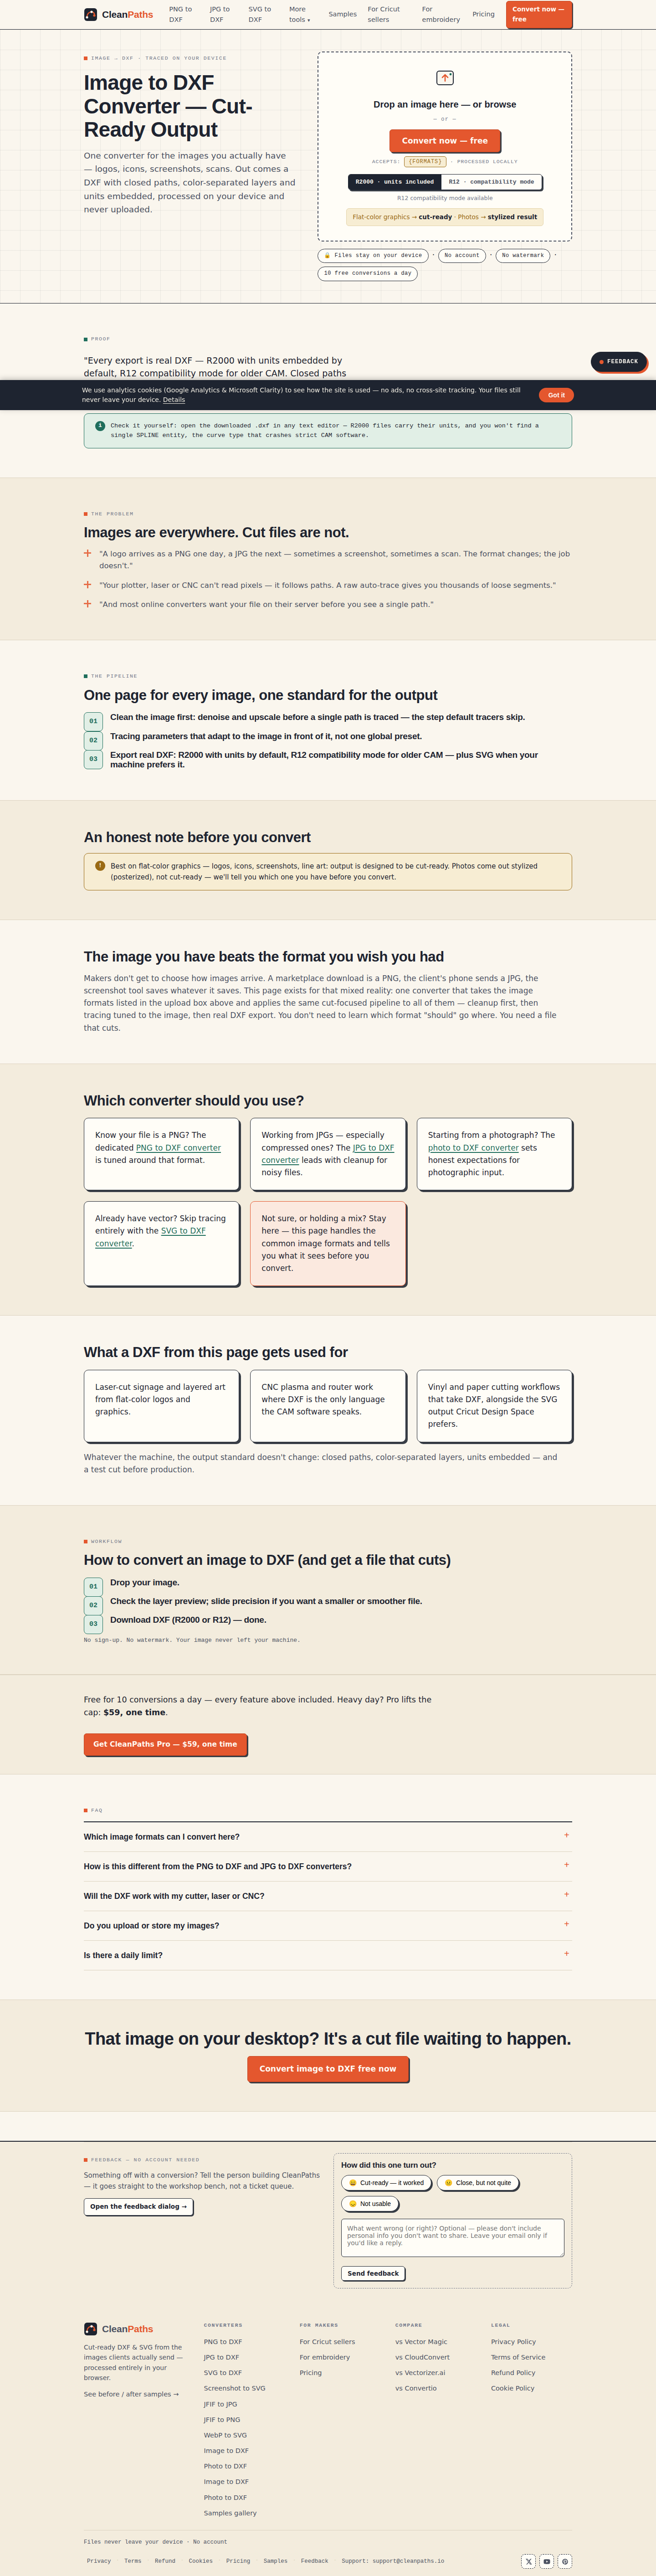 CleanPaths
PNG to DXF
JPG to DXF
SVG to DXF
More tools ▾
Samples
For Cricut sellers
For embroidery
Pricing
Convert now — free
IMAGE → DXF · TRACED ON YOUR DEVICE
Image to DXF
Converter — Cut-
Ready Output
One converter for the images you actually have
— logos, icons, screenshots, scans. Out comes a
DXF with closed paths, color-separated layers and
units embedded, processed on your device and
never uploaded.
Drop an image here — or browse
— or —
Convert now — free
ACCEPTS: {FORMATS} · PROCESSED LOCALLY
R2000 · units included
R12 · compatibility mode
R12 compatibility mode available
Flat-color graphics → cut-ready · Photos → stylized result
🔒 Files stay on your device · No account · No watermark ·
10 free conversions a day
PROOF
"Every export is real DXF — R2000 with units embedded by
default, R12 compatibility mode for older CAM. Closed paths
FEEDBACK
We use analytics cookies (Google Analytics & Microsoft Clarity) to see how the site is used — no ads, no cross-site tracking. Your files still
never leave your device. Details
Got it
Check it yourself: open the downloaded .dxf in any text editor — R2000 files carry their units, and you won't find a
single SPLINE entity, the curve type that crashes strict CAM software.
THE PROBLEM
Images are everywhere. Cut files are not.
"A logo arrives as a PNG one day, a JPG the next — sometimes a screenshot, sometimes a scan. The format changes; the job
doesn't."
"Your plotter, laser or CNC can't read pixels — it follows paths. A raw auto-trace gives you thousands of loose segments."
"And most online converters want your file on their server before you see a single path."
THE PIPELINE
One page for every image, one standard for the output
01 Clean the image first: denoise and upscale before a single path is traced — the step default tracers skip.
02 Tracing parameters that adapt to the image in front of it, not one global preset.
03 Export real DXF: R2000 with units by default, R12 compatibility mode for older CAM — plus SVG when your
machine prefers it.
An honest note before you convert
! Best on flat-color graphics — logos, icons, screenshots, line art: output is designed to be cut-ready. Photos come out stylized
(posterized), not cut-ready — we'll tell you which one you have before you convert.
The image you have beats the format you wish you had
Makers don't get to choose how images arrive. A marketplace download is a PNG, the client's phone sends a JPG, the
screenshot tool saves whatever it saves. This page exists for that mixed reality: one converter that takes the image
formats listed in the upload box above and applies the same cut-focused pipeline to all of them — cleanup first, then
tracing tuned to the image, then real DXF export. You don't need to learn which format "should" go where. You need a file
that cuts.
Which converter should you use?
Know your file is a PNG? The
dedicated PNG to DXF converter
is tuned around that format.
Working from JPGs — especially
compressed ones? The JPG to DXF
converter leads with cleanup for
noisy files.
Starting from a photograph? The
photo to DXF converter sets
honest expectations for
photographic input.
Already have vector? Skip tracing
entirely with the SVG to DXF
converter.
Not sure, or holding a mix? Stay
here — this page handles the
common image formats and tells
you what it sees before you
convert.
What a DXF from this page gets used for
Laser-cut signage and layered art
from flat-color logos and
graphics.
CNC plasma and router work
where DXF is the only language
the CAM software speaks.
Vinyl and paper cutting workflows
that take DXF, alongside the SVG
output Cricut Design Space
prefers.
Whatever the machine, the output standard doesn't change: closed paths, color-separated layers, units embedded — and
a test cut before production.
WORKFLOW
How to convert an image to DXF (and get a file that cuts)
01 Drop your image.
02 Check the layer preview; slide precision if you want a smaller or smoother file.
03 Download DXF (R2000 or R12) — done.
No sign-up. No watermark. Your image never left your machine.
Free for 10 conversions a day — every feature above included. Heavy day? Pro lifts the
cap: $59, one time.
Get CleanPaths Pro — $59, one time
FAQ
Which image formats can I convert here? +
How is this different from the PNG to DXF and JPG to DXF converters? +
Will the DXF work with my cutter, laser or CNC? +
Do you upload or store my images? +
Is there a daily limit? +
That image on your desktop? It's a cut file waiting to happen.
Convert image to DXF free now
FEEDBACK — NO ACCOUNT NEEDED
Something off with a conversion? Tell the person building CleanPaths
— it goes straight to the workshop bench, not a ticket queue.
Open the feedback dialog →
How did this one turn out?
Cut-ready — it worked
Close, but not quite
Not usable
What went wrong (or right)? Optional — please don't include
personal info you don't want to share. Leave your email only if
you'd like a reply.
Send feedback
CleanPaths
Cut-ready DXF & SVG from the
images clients actually send —
processed entirely in your
browser.
See before / after samples →
CONVERTERS
PNG to DXF
JPG to DXF
SVG to DXF
Screenshot to SVG
JFIF to JPG
JFIF to PNG
WebP to SVG
Image to DXF
Photo to DXF
Image to DXF
Photo to DXF
Samples gallery
FOR MAKERS
For Cricut sellers
For embroidery
Pricing
COMPARE
vs Vector Magic
vs CloudConvert
vs Vectorizer.ai
vs Convertio
LEGAL
Privacy Policy
Terms of Service
Refund Policy
Cookie Policy
Files never leave your device · No account
Privacy Terms Refund Cookies Pricing Samples Feedback Support: support@cleanpaths.io